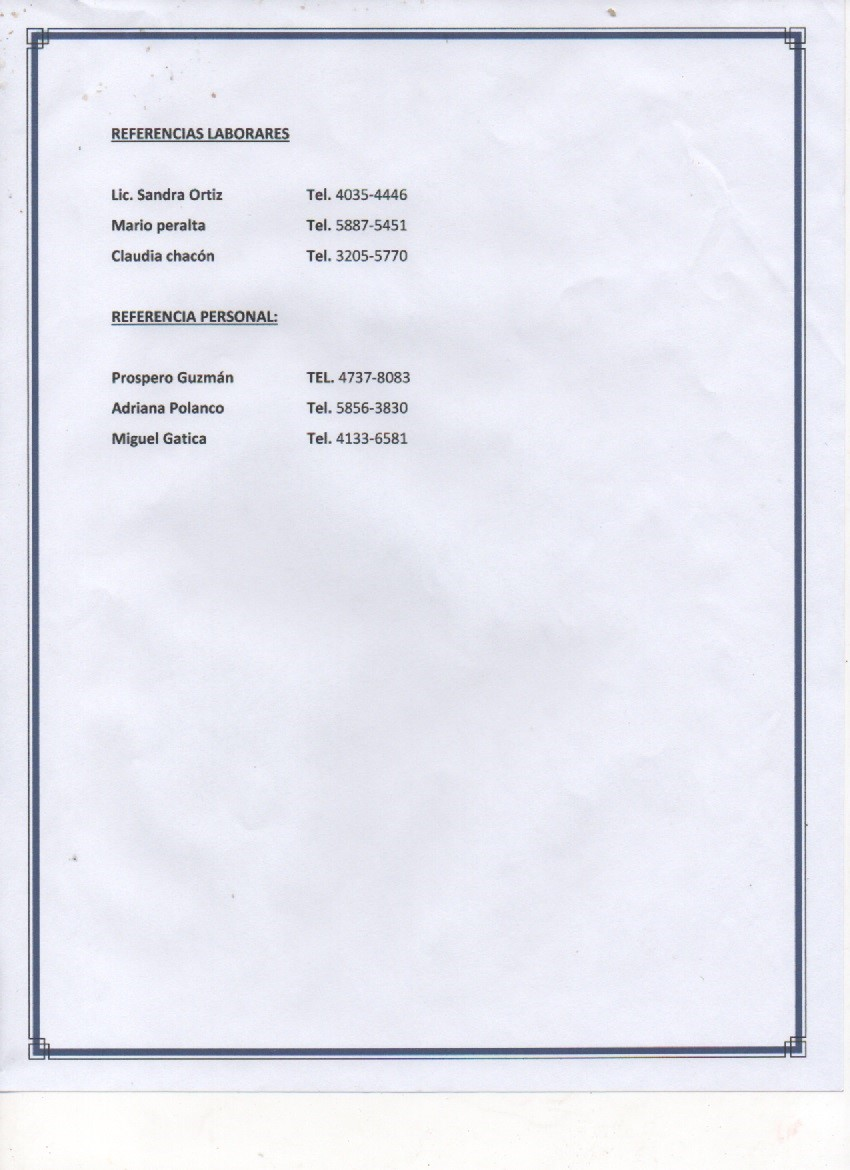 REFERENCIAS LABORARES
Lic. Sandra Ortiz Tel. 4035-4446
Mario peralta Tel. 5887-5451
Claudia chacón Tel. 3205-5770
REFERENCIA PERSONAL:
Prospero Guzmán TEL. 4737-8083
Adriana Polanco Tel. 5856-3830
Miguel Gatica Tel. 4133-6581